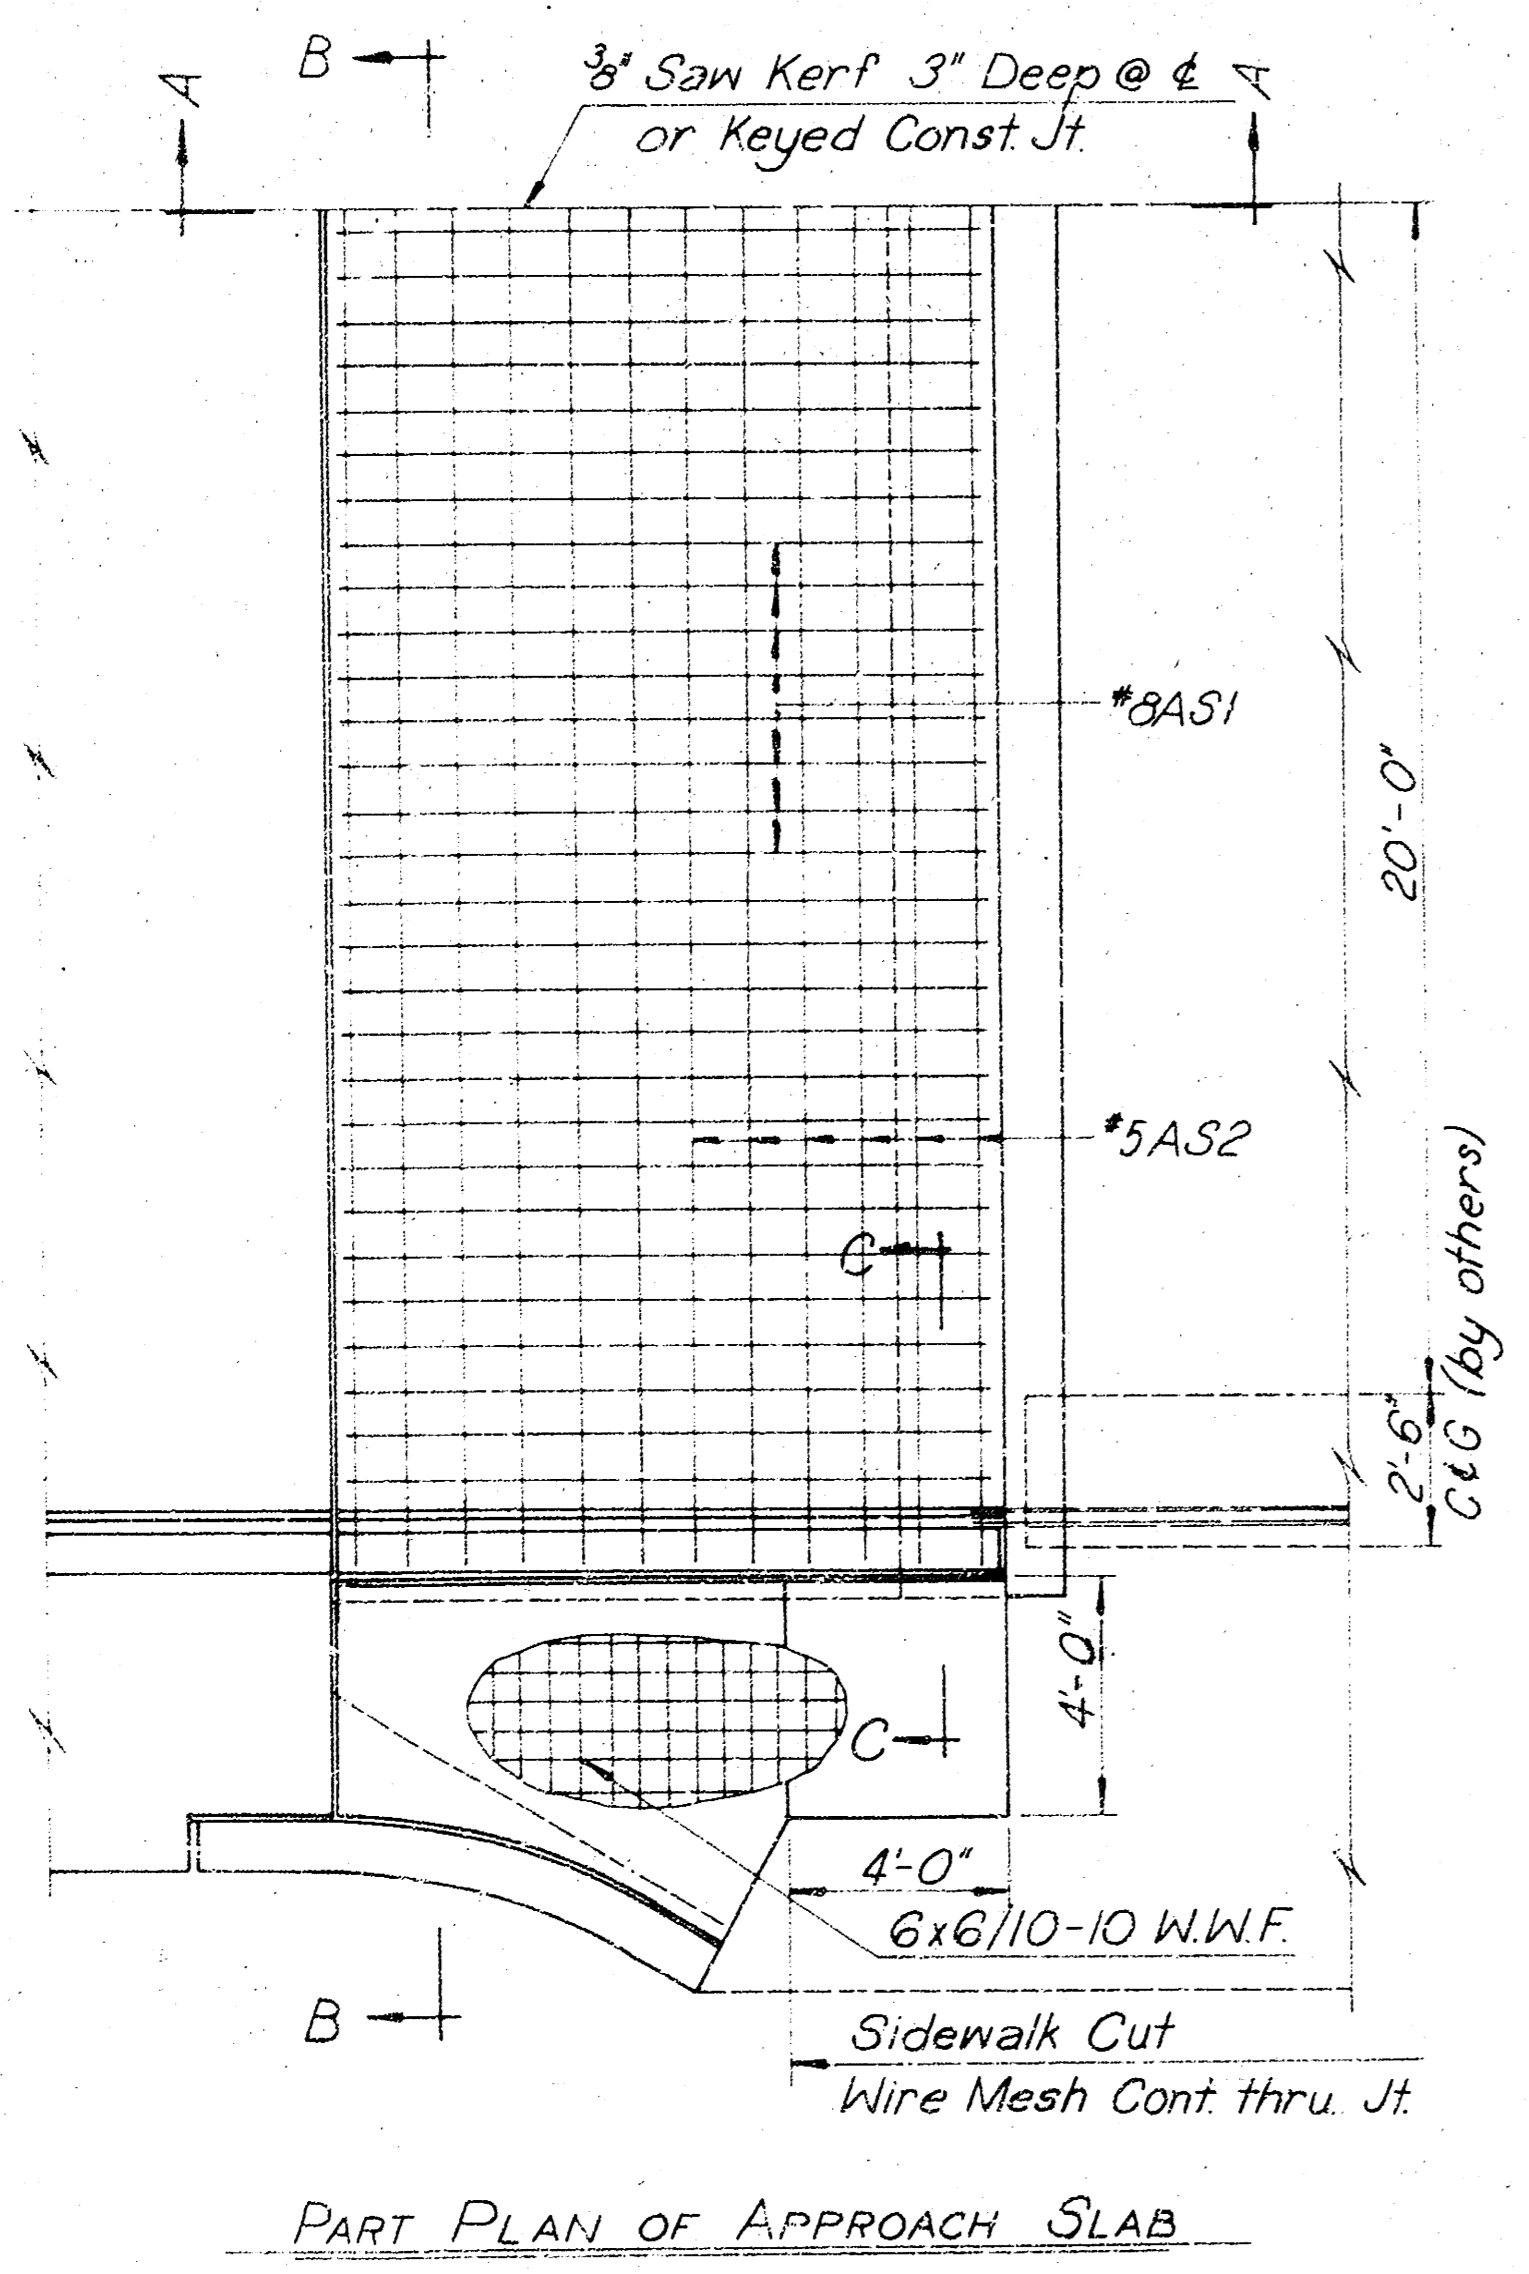 B
A
3/8" Saw Kerf 3" Deep @ ℄
A
or Keyed Const. Jt.
#8AS1
20'-0"
#5AS2
C
2'-6"
C&G (by others)
4'-0"
C
4'-0"
6x6/10-10 W.W.F.
B
Sidewalk Cut
Wire Mesh Cont. thru. Jt.
PART PLAN OF APPROACH SLAB